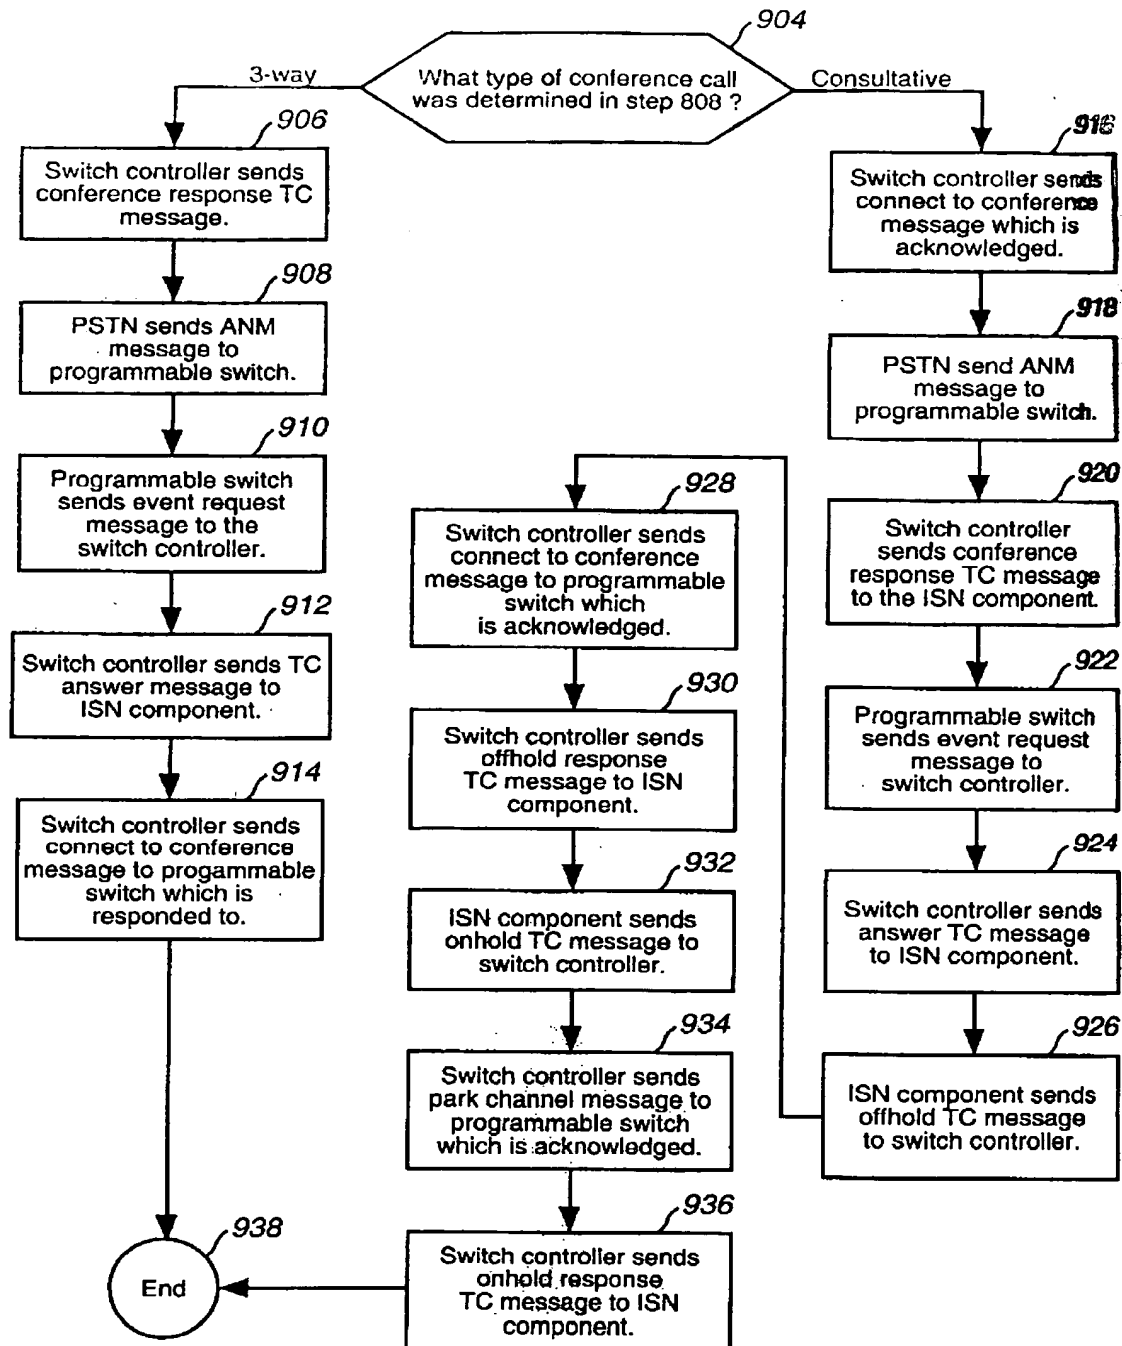 904
What type of conference call
was determined in step 808 ?
3-way
Consultative
906
Switch controller sends
conference response TC
message.
908
PSTN sends ANM
message to
programmable switch.
910
Programmable switch
sends event request
message to the
switch controller.
912
Switch controller sends TC
answer message to
ISN component.
914
Switch controller sends
connect to conference
message to progammable
switch which is
responded to.
916
Switch controller sends
connect to conference
message which is
acknowledged.
918
PSTN send ANM
message to
programmable switch.
920
Switch controller
sends conference
response TC message
to the ISN component.
922
Programmable switch
sends event request
message to
switch controller.
924
Switch controller sends
answer TC message
to ISN component.
926
ISN component sends
offhold TC message
to switch controller.
928
Switch controller sends
connect to conference
message to programmable
switch which
is acknowledged.
930
Switch controller sends
offhold response
TC message to ISN
component.
932
ISN component sends
onhold TC message to
switch controller.
934
Switch controller sends
park channel message to
programmable switch
which is acknowledged.
936
Switch controller sends
onhold response
TC message to ISN
component.
938
End